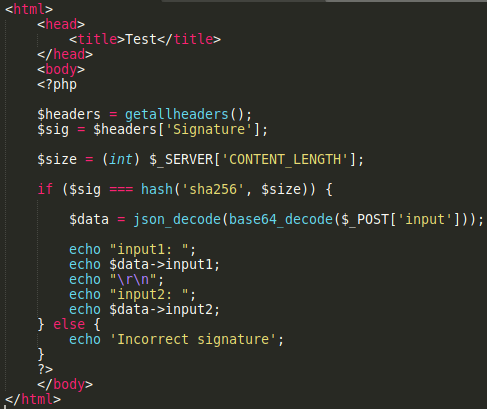 <html>
<head>
<title>Test</title>
</head>
<body>
<?php
$headers = getallheaders();
$sig = $headers['Signature'];
$size = (int) $_SERVER['CONTENT_LENGTH'];
if ($sig === hash('sha256', $size)) {
$data = json_decode(base64_decode($_POST['input']));
echo "input1: ";
echo $data->input1;
echo "\r\n";
echo "input2: ";
echo $data->input2;
} else {
echo 'Incorrect signature';
}
?>
</body>
</html>